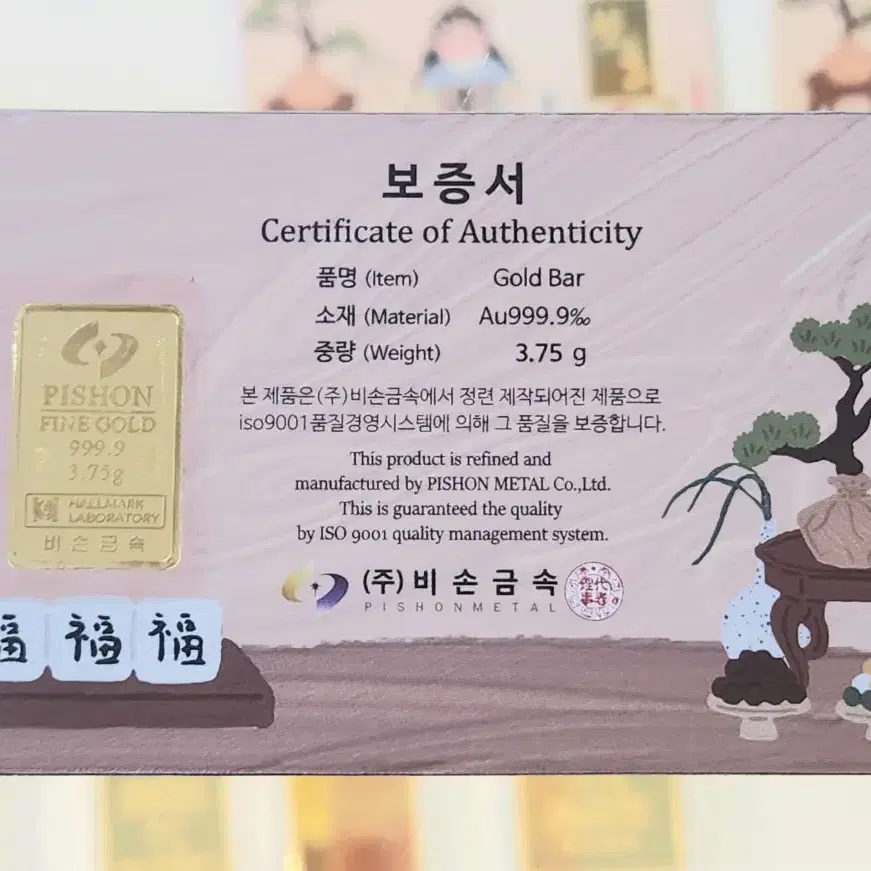 보증서
Certificate of Authenticity
품명 (Item) Gold Bar
소재 (Material) Au999.9‰
중량 (Weight) 3.75 g
본 제품은(주)비손금속에서 정련 제작되어진 제품으로
iso9001품질경영시스템에 의해 그 품질을 보증합니다.
This product is refined and
manufactured by PISHON METAL Co.,Ltd.
This is guaranteed the quality
by ISO 9001 quality management system.
(주)비손금속
PISHONMETAL
PISHON
FINE GOLD
999.9
3.75g
HALLMARK
LABORATORY
비손금속
福 福 福